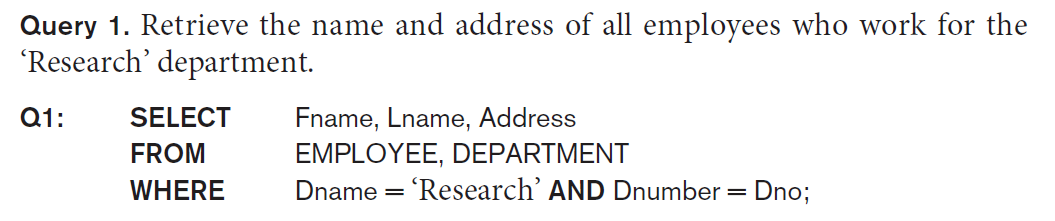 Query 1. Retrieve the name and address of all employees who work for the
‘Research’ department.
Q1: SELECT Fname, Lname, Address
FROM EMPLOYEE, DEPARTMENT
WHERE Dname = ‘Research’ AND Dnumber = Dno;